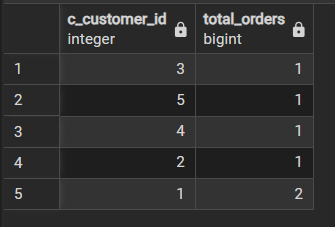 c_customer_id total_orders
integer bigint
1 3 1
2 5 1
3 4 1
4 2 1
5 1 2